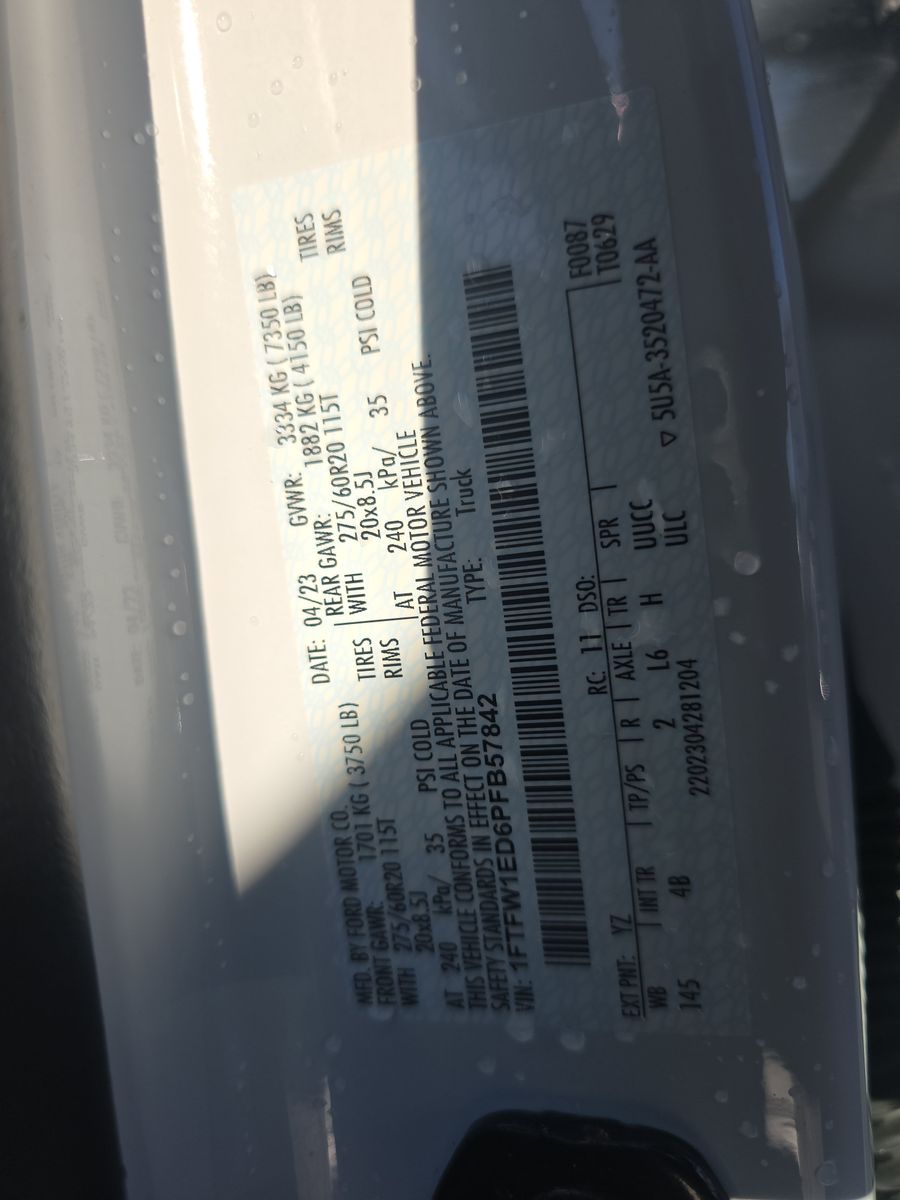 MFD. BY FORD MOTOR CO.
DATE: 04/23 GVWR: 3334 KG ( 7350 LB)
FRONT GAWR: 1701 KG ( 3750 LB)
REAR GAWR: 1882 KG ( 4150 LB)
WITH 275/60R20 115T TIRES
WITH 275/60R20 115T TIRES
20x8.5J RIMS
20x8.5J RIMS
AT 240 kPa/ 35 PSI COLD
AT 240 kPa/ 35 PSI COLD
THIS VEHICLE CONFORMS TO ALL APPLICABLE FEDERAL MOTOR VEHICLE
SAFETY STANDARDS IN EFFECT ON THE DATE OF MANUFACTURE SHOWN ABOVE.
VIN: 1FTFW1ED6PFB57842 TYPE: Truck
F0087
T0629
EXT PNT: YZ RC: 11 DSO:
WB INT TR TP/PS R AXLE TR SPR
145 4B 2 L6 H UUCC
ULC
2202304281204 ▽ 5U5A-3520472-AA